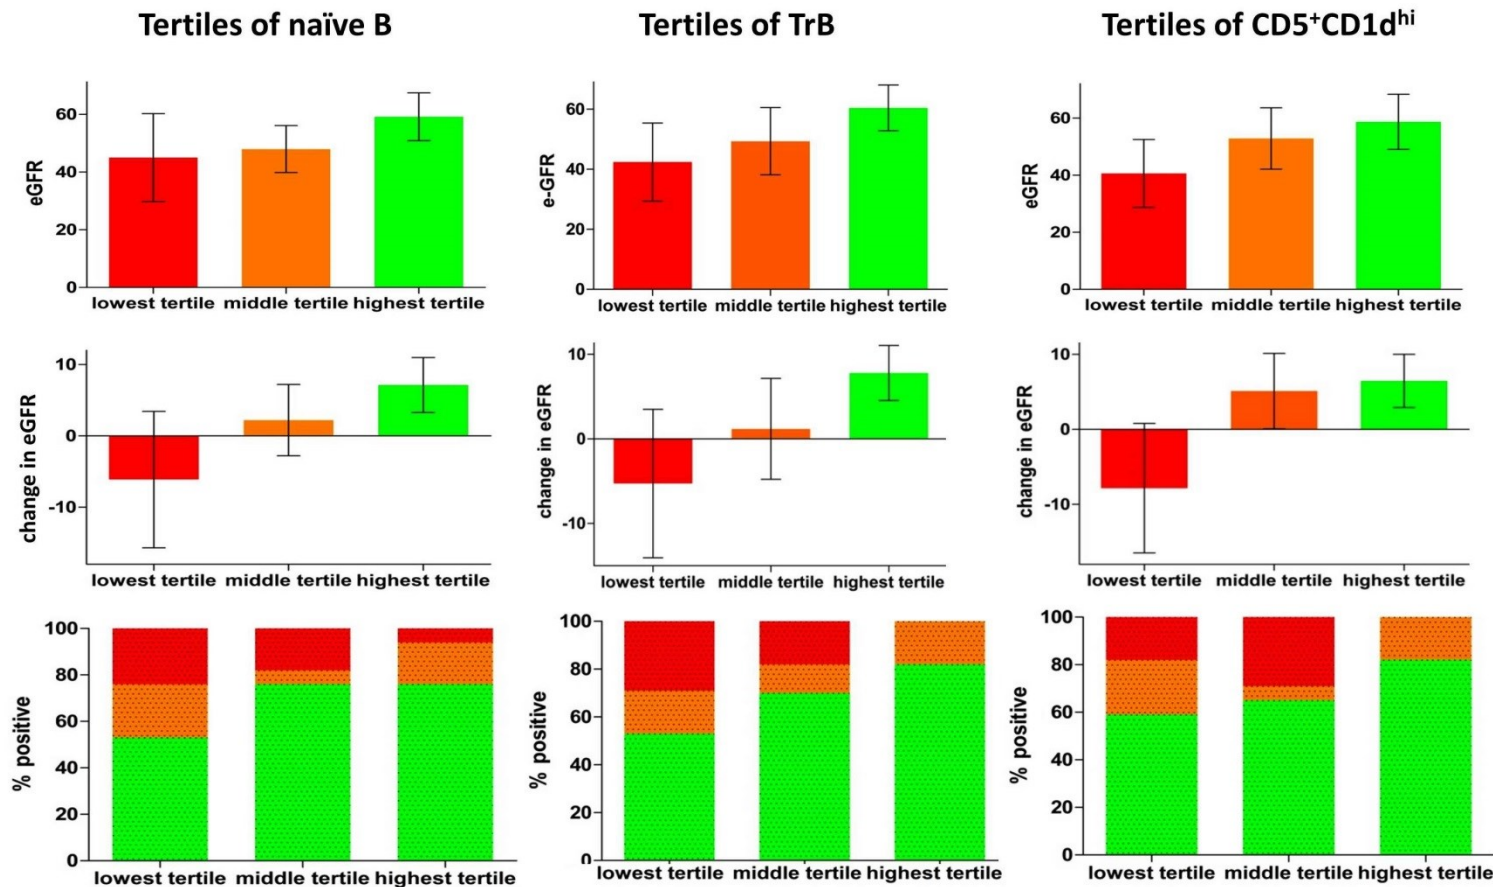 Tertiles of naïve B
Tertiles of TrB
Tertiles of CD5⁺CD1dʰⁱ
eGFR
60
40
20
0
lowest tertile middle tertile highest tertile
e-GFR
60
40
20
0
lowest tertile middle tertile highest tertile
eGFR
60
40
20
0
lowest tertile middle tertile highest tertile
change in eGFR
10
0
-10
lowest tertile middle tertile highest tertile
change in eGFR
10
0
-10
lowest tertile middle tertile highest tertile
change in eGFR
10
0
-10
lowest tertile middle tertile highest tertile
% positive
100
80
60
40
20
0
lowest tertile middle tertile highest tertile
% positive
100
80
60
40
20
0
lowest tertile middle tertile highest tertile
% positive
100
80
60
40
20
0
lowest tertile middle tertile highest tertile